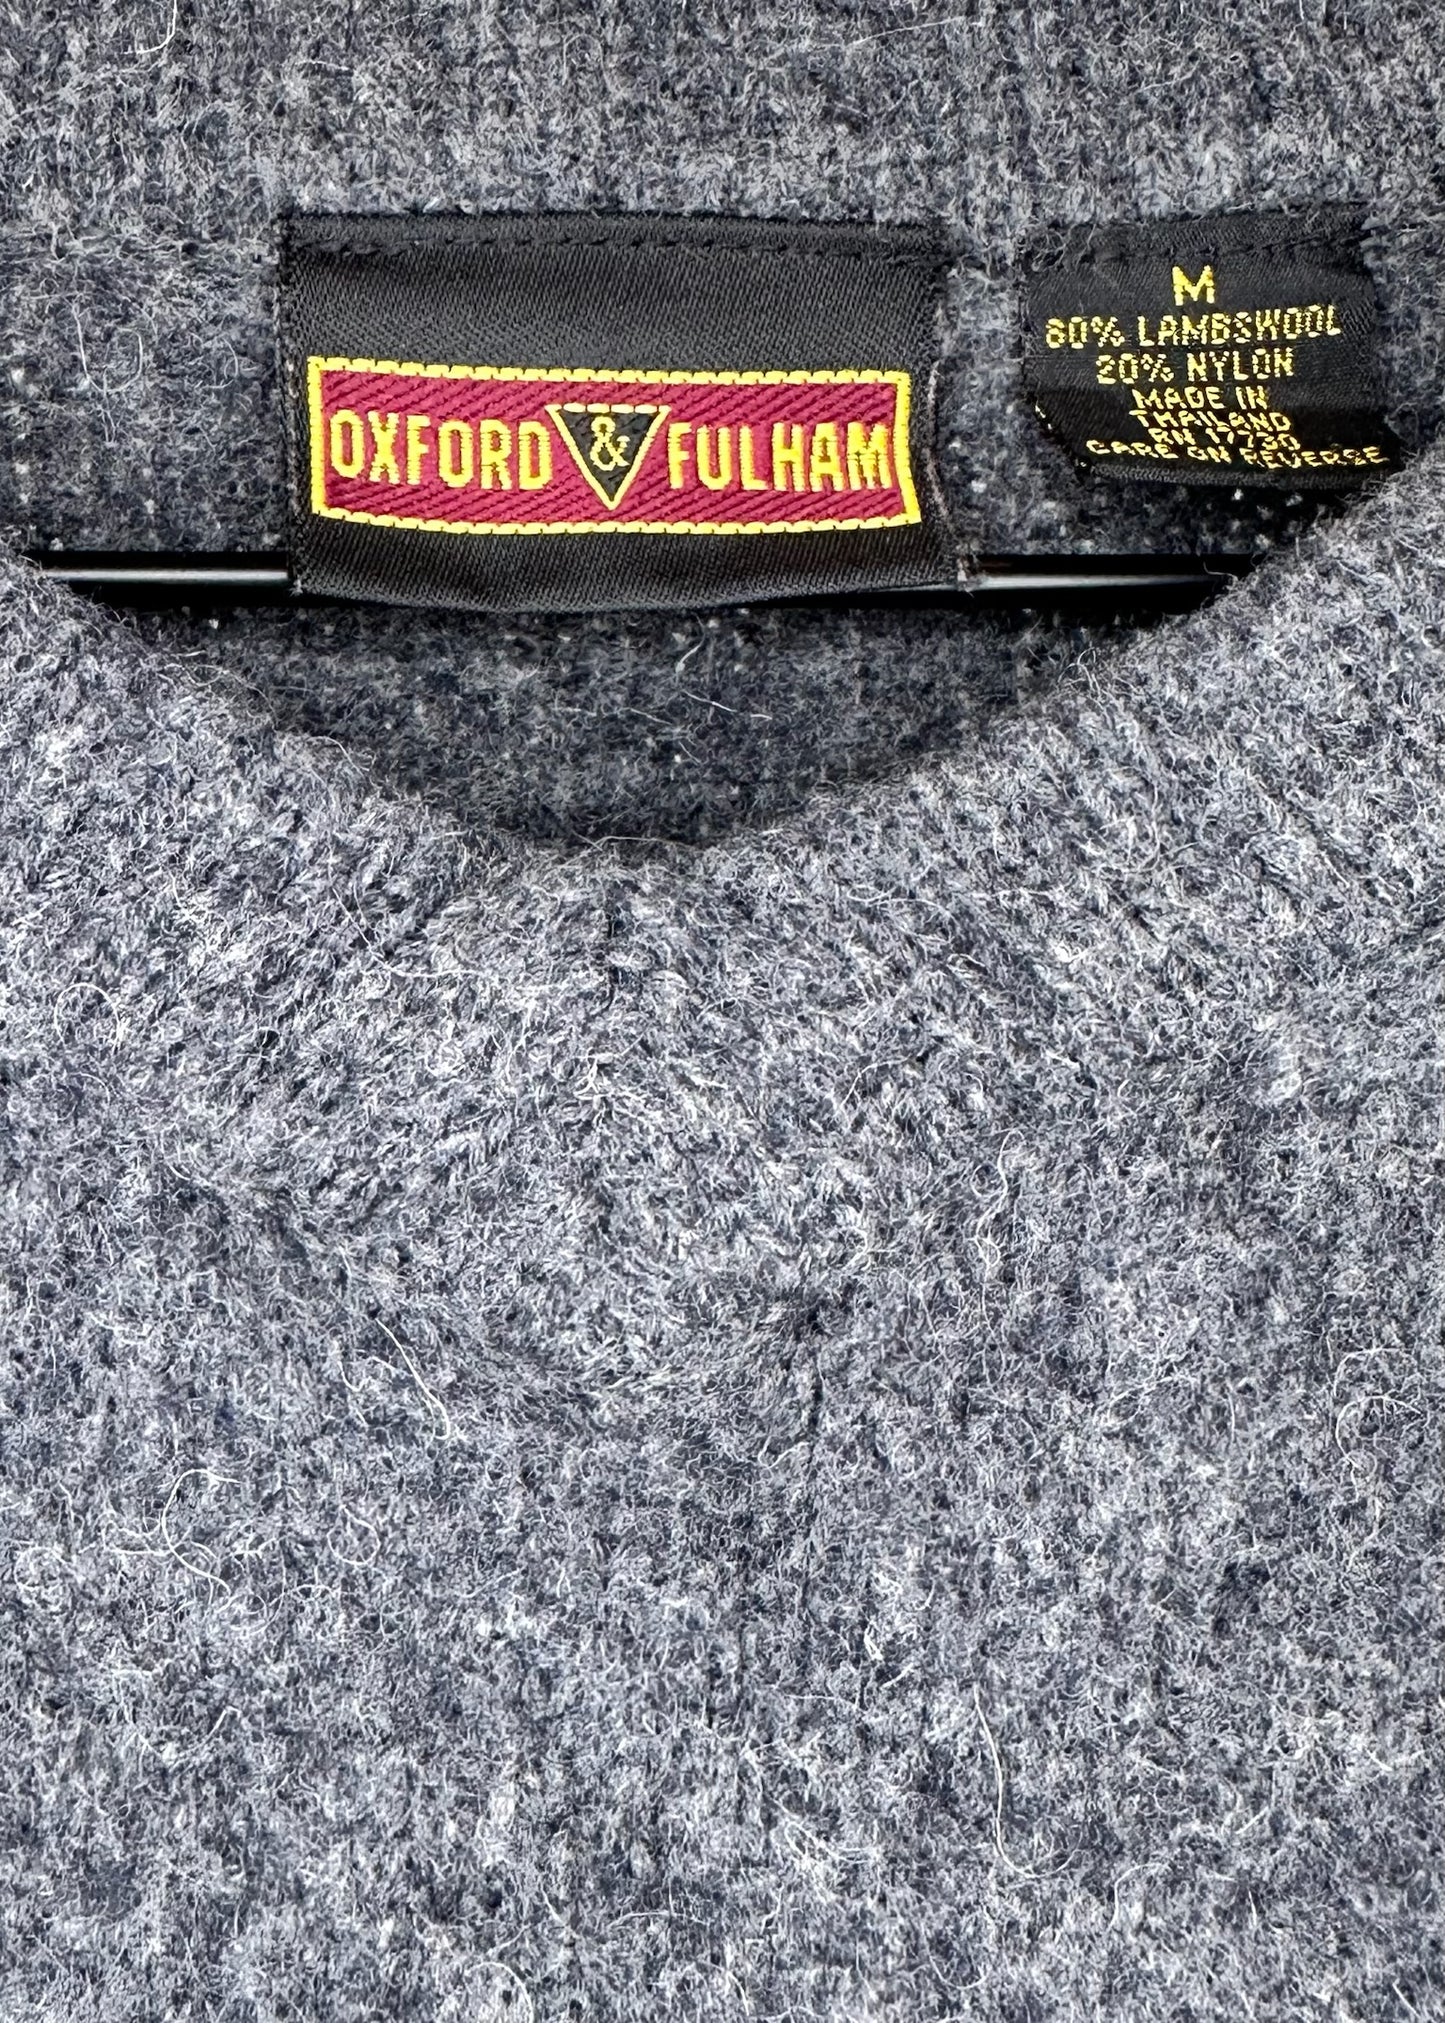 OXFORD & FULHAM
M
80% LAMBSWOOL
20% NYLON
MADE IN
THAILAND
RN 17730
CARE ON REVERSE